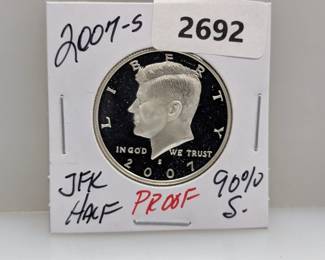 2692
2007-S
LIBERTY
IN GOD WE TRUST
S
2007
JFK PROOF 90%
HALF S.